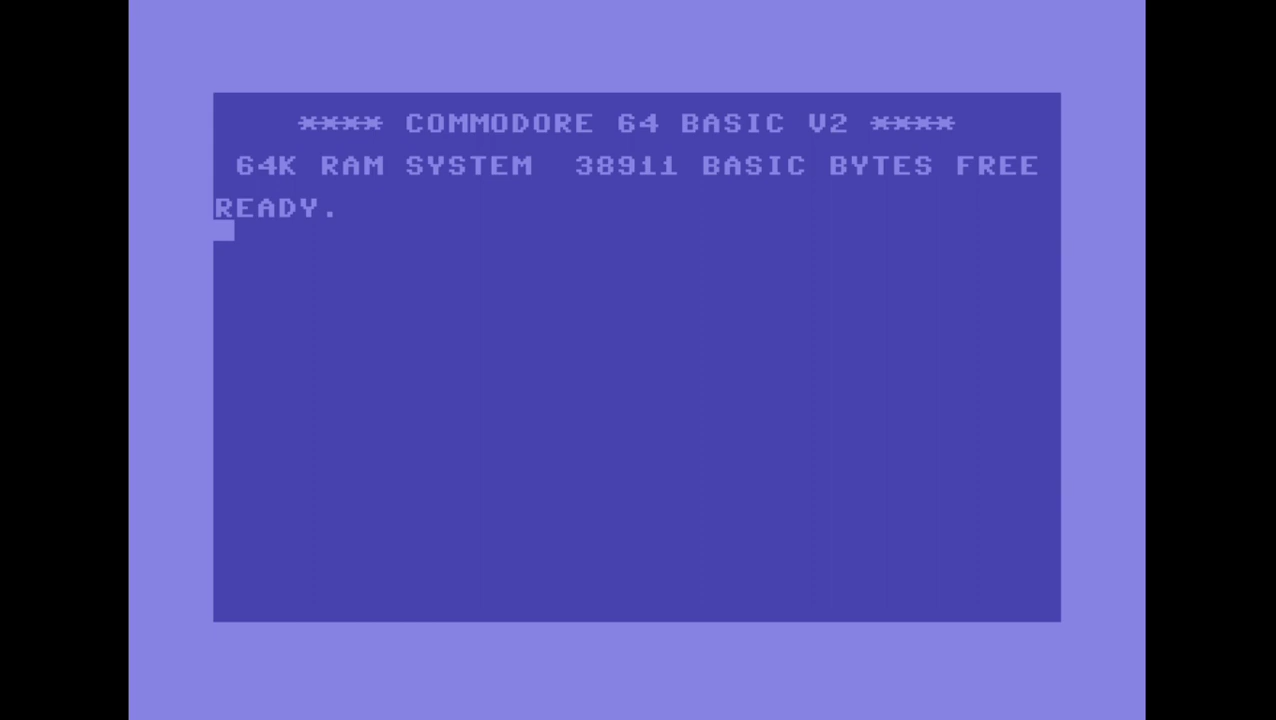 **** COMMODORE 64 BASIC V2 ****
64K RAM SYSTEM  38911 BASIC BYTES FREE
READY.